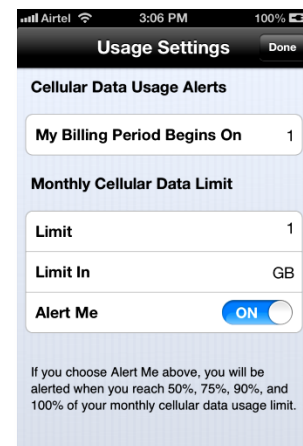 Airtel 3:06 PM 100%
Usage Settings Done
Cellular Data Usage Alerts
My Billing Period Begins On 1
Monthly Cellular Data Limit
Limit 1
Limit In GB
Alert Me ON
If you choose Alert Me above, you will be
alerted when you reach 50%, 75%, 90%, and
100% of your monthly cellular data usage limit.